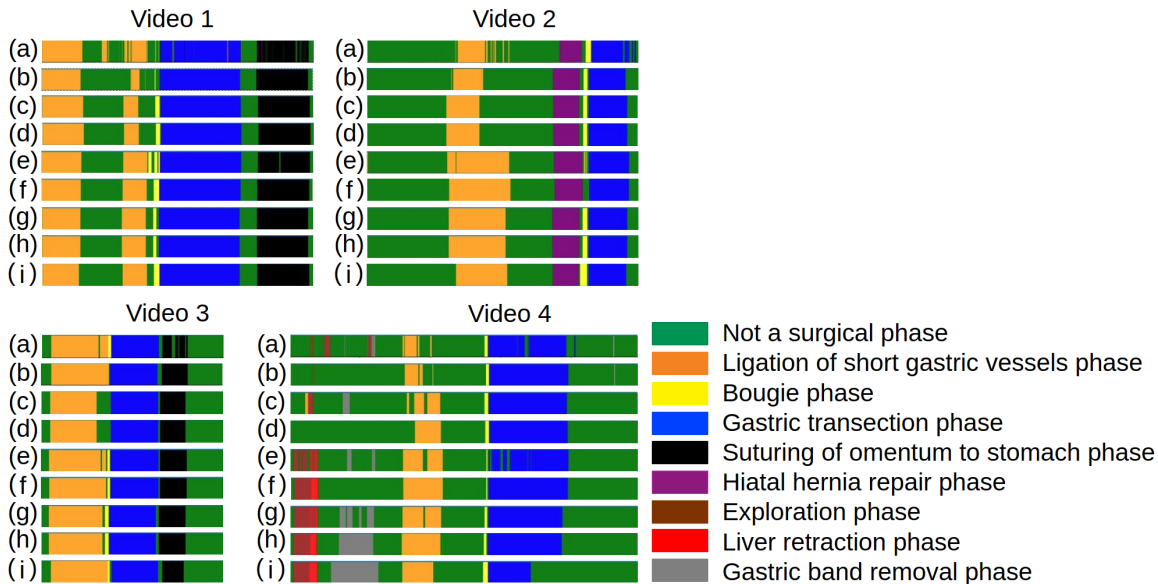 Video 1 Video 2
(a) (a)
(b) (b)
(c) (c)
(d) (d)
(e) (e)
(f) (f)
(g) (g)
(h) (h)
(i) (i)
Video 3 Video 4
(a) (a)
(b) (b)
(c) (c)
(d) (d)
(e) (e)
(f) (f)
(g) (g)
(h) (h)
(i) (i)
Not a surgical phase
Ligation of short gastric vessels phase
Bougie phase
Gastric transection phase
Suturing of omentum to stomach phase
Hiatal hernia repair phase
Exploration phase
Liver retraction phase
Gastric band removal phase